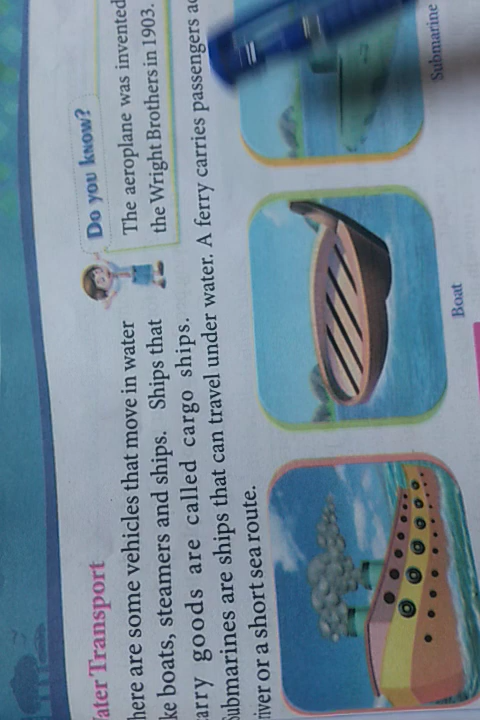 ater Transport
here are some vehicles that move in water
ke boats, steamers and ships. Ships that
arry goods are called cargo ships.
ubmarines are ships that can travel under water. A ferry carries passengers ac
iver or a short sea route.
Do you know?
The aeroplane was invented
the Wright Brothers in 1903.
Boat
Submarine